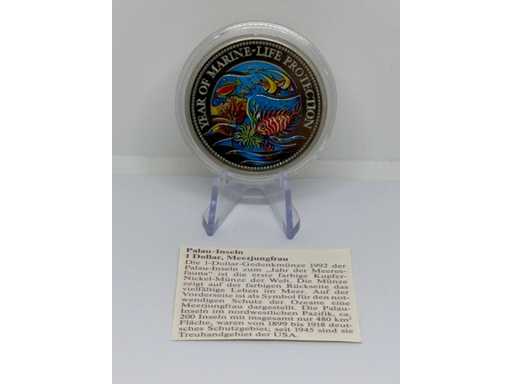 YEAR OF MARINE-LIFE PROTECTION
Palau-Inseln
1 Dollar, Meerjungfrau
Die 1-Dollar-Gedenkmünze 1992 der
Palau-Inseln zum „Jahr der Meeres-
fauna" ist die erste farbige Kupfer-
Nickel-Münze der Welt. Die Münze
zeigt auf der farbigen Rückseite das
vielfältige Leben im Meer. Auf der
Vorderseite ist als Symbol für den not-
wendigen Schutz der Ozeane eine
Meerjungfrau dargestellt. Die Palau-
Inseln im nordwestlichen Pazifik, ca.
200 Inseln mit insgesamt nur 480 km²
Fläche, waren von 1899 bis 1918 deut-
sches Schutzgebiet, seit 1945 sind sie
Treuhandgebiet der USA.